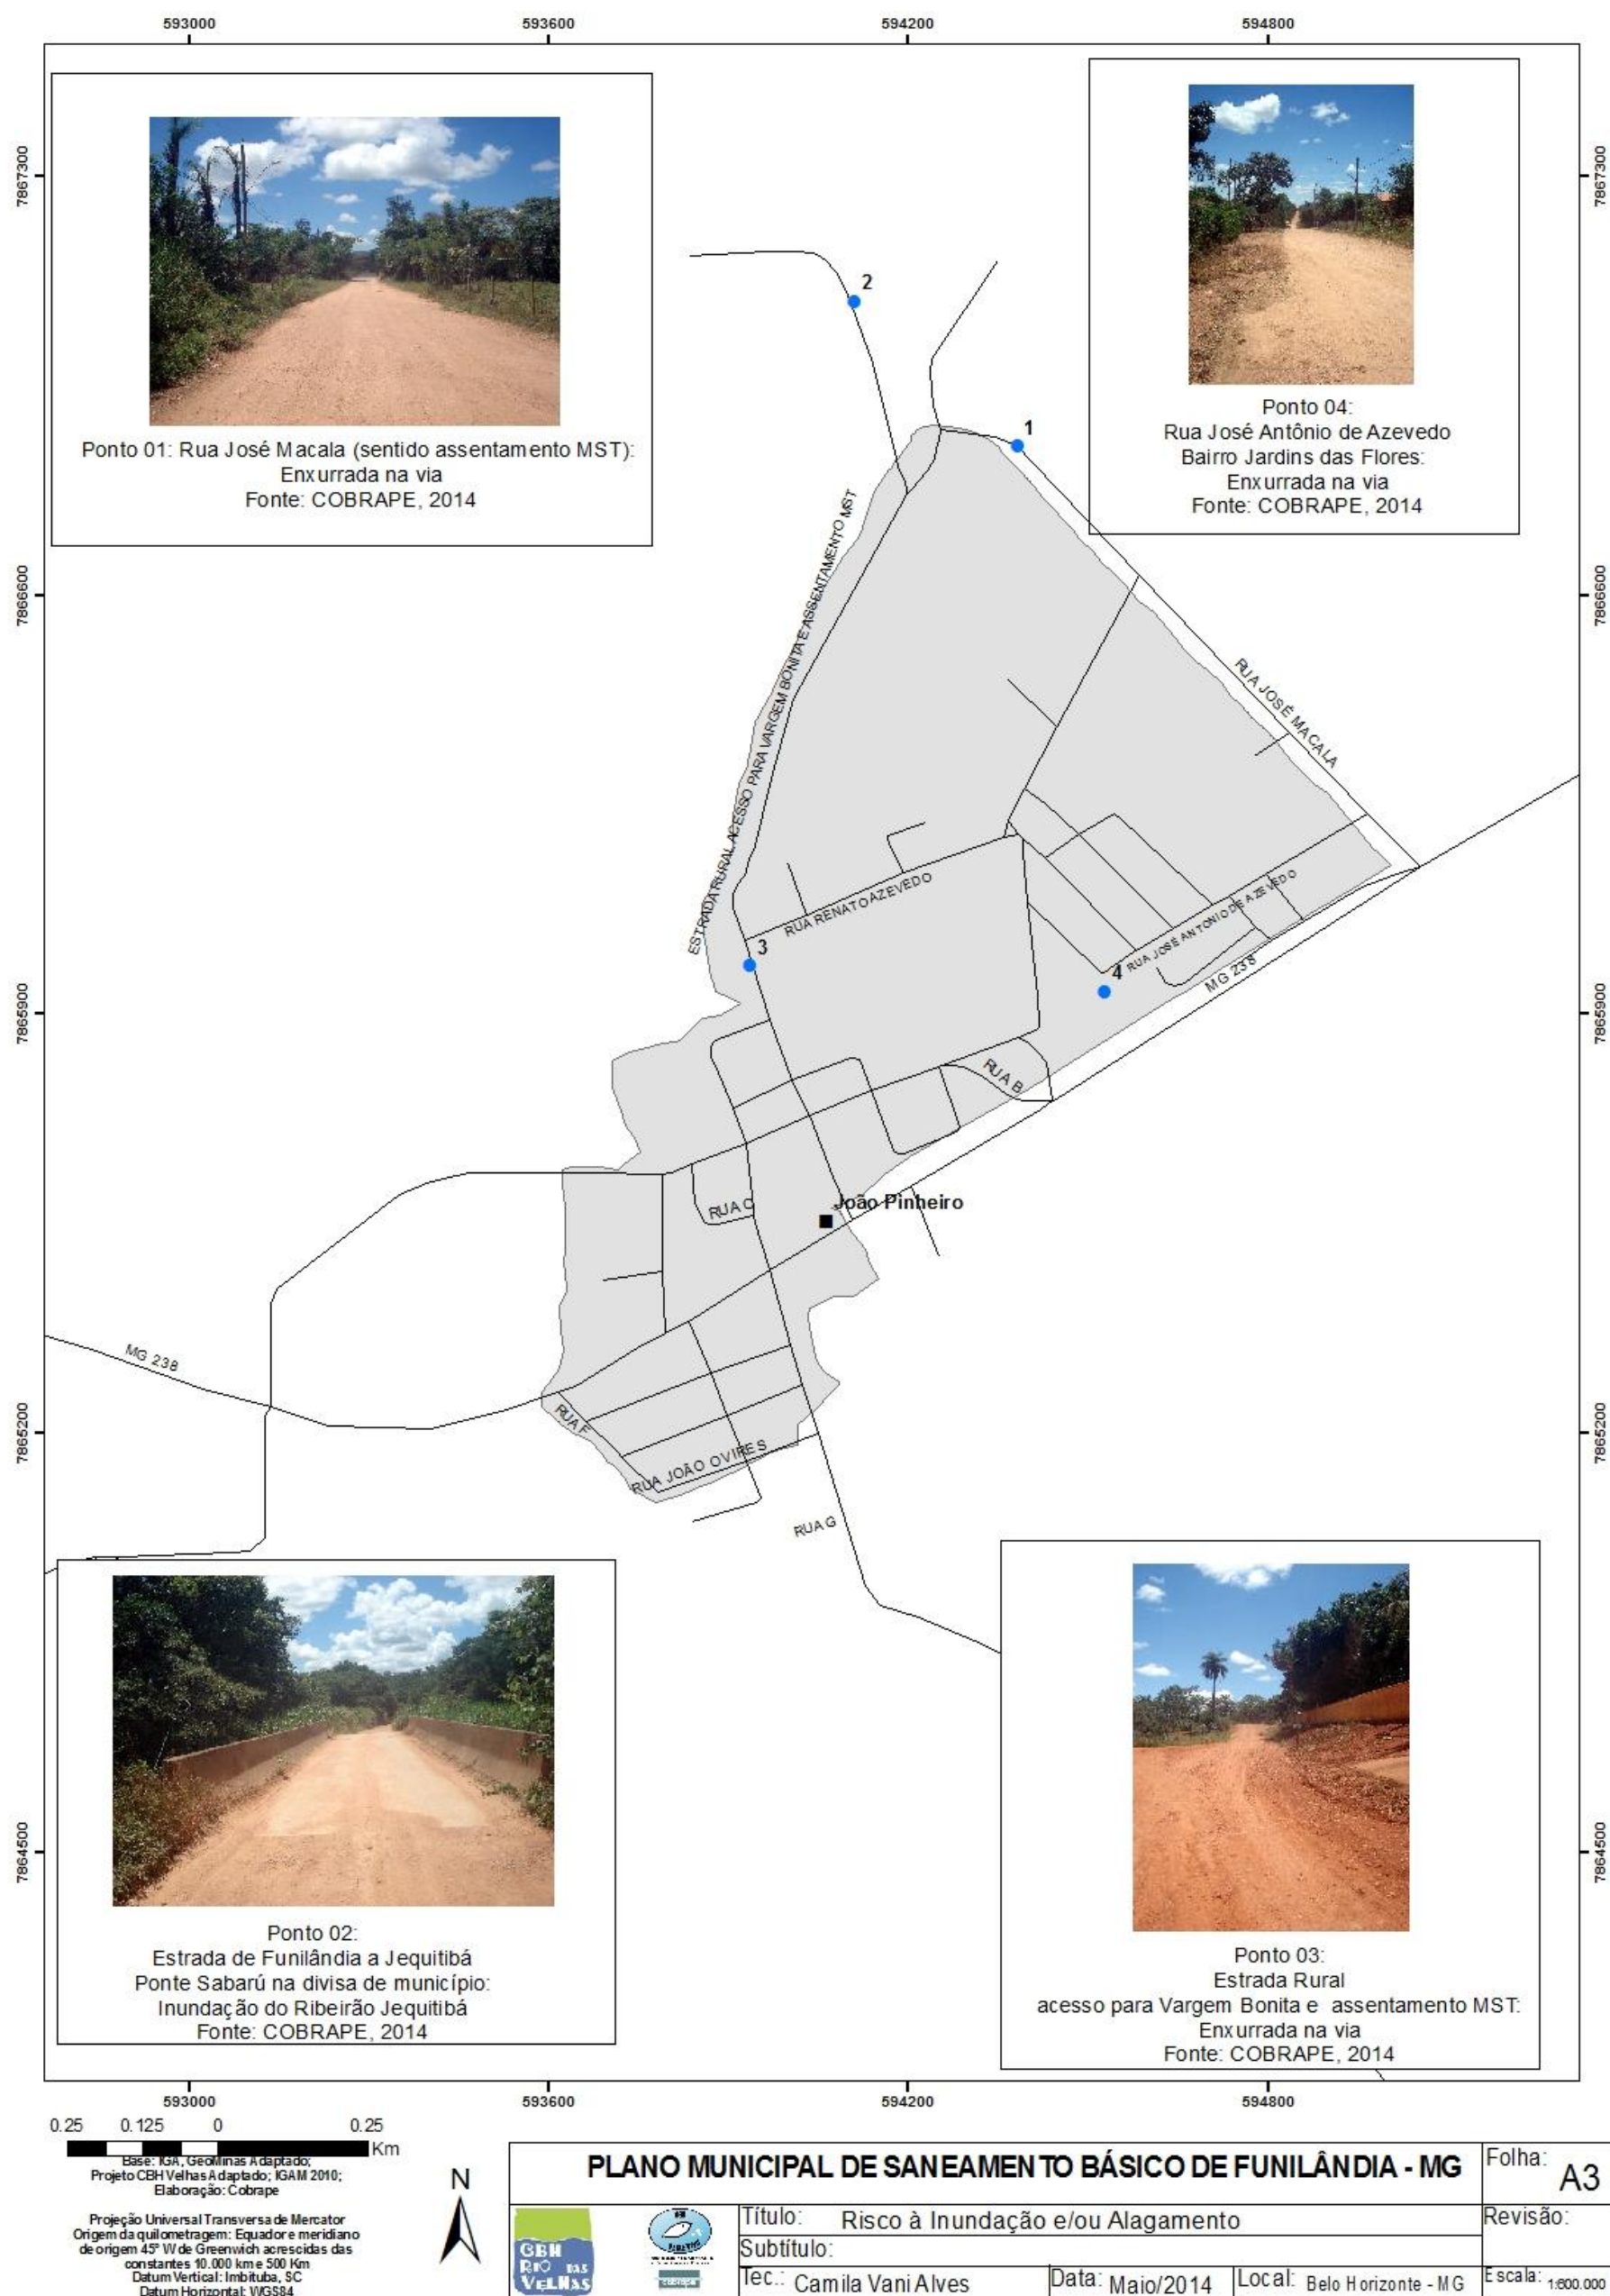 593000
593600
594200
594800
7867300
7867300
7866600
7866600
7865900
7865900
7865200
7865200
7864500
7864500
Ponto 01: Rua José Macala (sentido assentamento MST):
Enxurrada na via
Fonte: COBRAPE, 2014
Ponto 04:
Rua José Antônio de Azevedo
Bairro Jardins das Flores:
Enxurrada na via
Fonte: COBRAPE, 2014
2
1
ESTRADA RURAL ACESSO PARA VARGEM BONITA E ASSENTAMENTO MST
RUA JOSÉ MACALA
RUA RENATO AZEVEDO
3
RUA JOSÉ ANTONIO DE AZEVEDO
4
MG 238
RUA B
RUA C
João Pinheiro
MG 238
RUA F
RUA JOÃO OVIRES
RUA G
Ponto 02:
Estrada de Funilândia a Jequitibá
Ponte Sabarú na divisa de município:
Inundação do Ribeirão Jequitibá
Fonte: COBRAPE, 2014
Ponto 03:
Estrada Rural
acesso para Vargem Bonita e assentamento MST:
Enxurrada na via
Fonte: COBRAPE, 2014
593000
593600
594200
594800
0.25 0.125 0 0.25
Km
Base: IGA, GeoMinas Adaptado;
Projeto CBH Velhas Adaptado; IGAM 2010;
Elaboração: Cobrape
Projeção Universal Transversa de Mercator
Origem da quilometragem: Equador e meridiano
de origem 45° W de Greenwich acrescidas das
constantes 10.000 km e 500 Km
Datum Vertical: Imbituba, SC
Datum Horizontal: WGS84
N
PLANO MUNICIPAL DE SANEAMENTO BÁSICO DE FUNILÂNDIA - MG
Folha: A3
CBH
RIO DAS
VELHAS
Título: Risco à Inundação e/ou Alagamento
Revisão:
Subtítulo:
Tec.: Camila Vani Alves
Data: Maio/2014
Local: Belo Horizonte - MG
Escala: 1:600.000